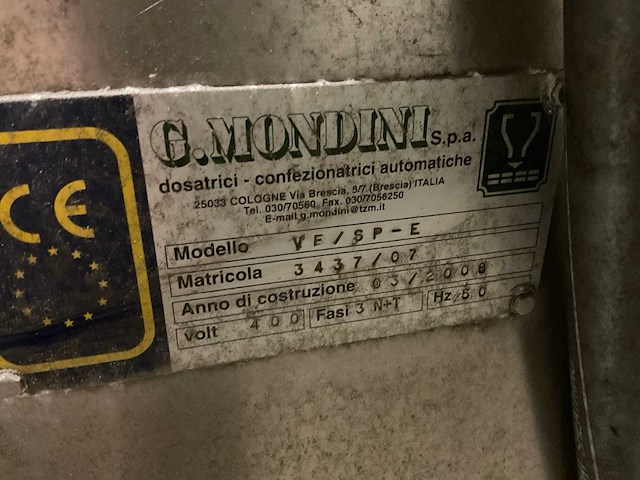 G.MONDINI S.p.a.
dosatrici - confezionatrici automatiche
25033 COLOGNE Via Brescia, 5/7 (Brescia) ITALIA
Tel. 030/70560 Fax. 030/7056250
E-mail g.mondini@tzm.it
CE
Modello VF/SP-E
Matricola 3437/07
Anno di costruzione 03/2008
Volt 400 Fasi 3 N+T Hz 50